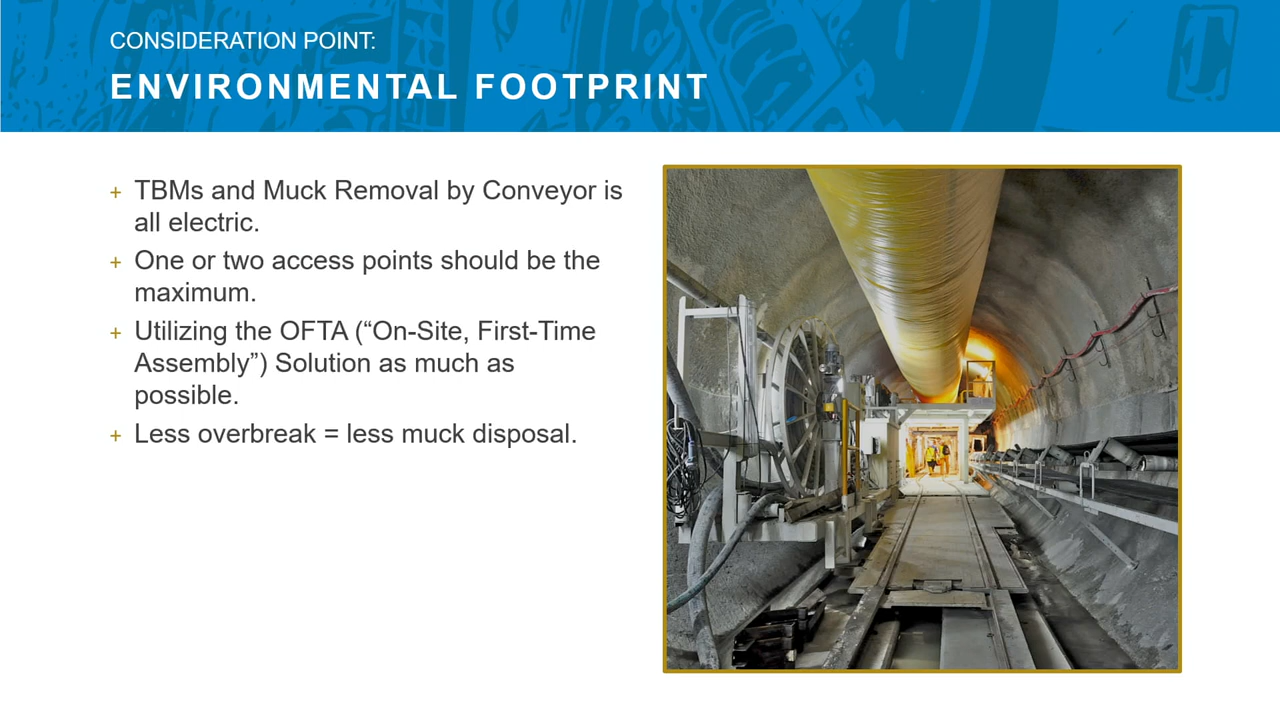 CONSIDERATION POINT:
ENVIRONMENTAL FOOTPRINT
+ TBMs and Muck Removal by Conveyor is
all electric.
+ One or two access points should be the
maximum.
+ Utilizing the OFTA (“On-Site, First-Time
Assembly”) Solution as much as
possible.
+ Less overbreak = less muck disposal.